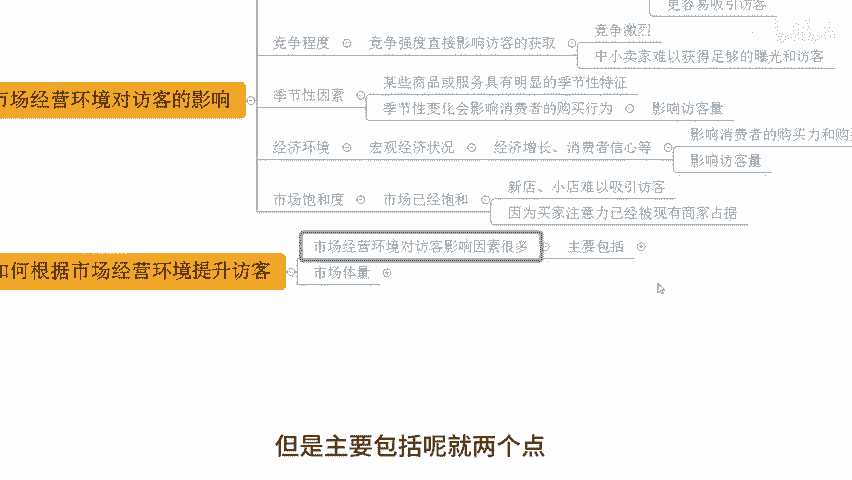 更容易吸引访客
竞争程度
竞争强度直接影响访客的获取
竞争激烈
中小卖家难以获得足够的曝光和访客
市场经营环境对访客的影响
季节性因素
某些商品或服务具有明显的季节性特征
季节性变化会影响消费者的购买行为
影响访客量
经济环境
宏观经济状况
经济增长、消费者信心等
影响消费者的购买力和购
影响访客量
市场饱和度
市场已经饱和
新店、小店难以吸引访客
因为买家注意力已经被现有商家占据
如何根据市场经营环境提升访客
市场经营环境对访客影响因素很多
主要包括
市场体量
但是主要包括呢就两个点